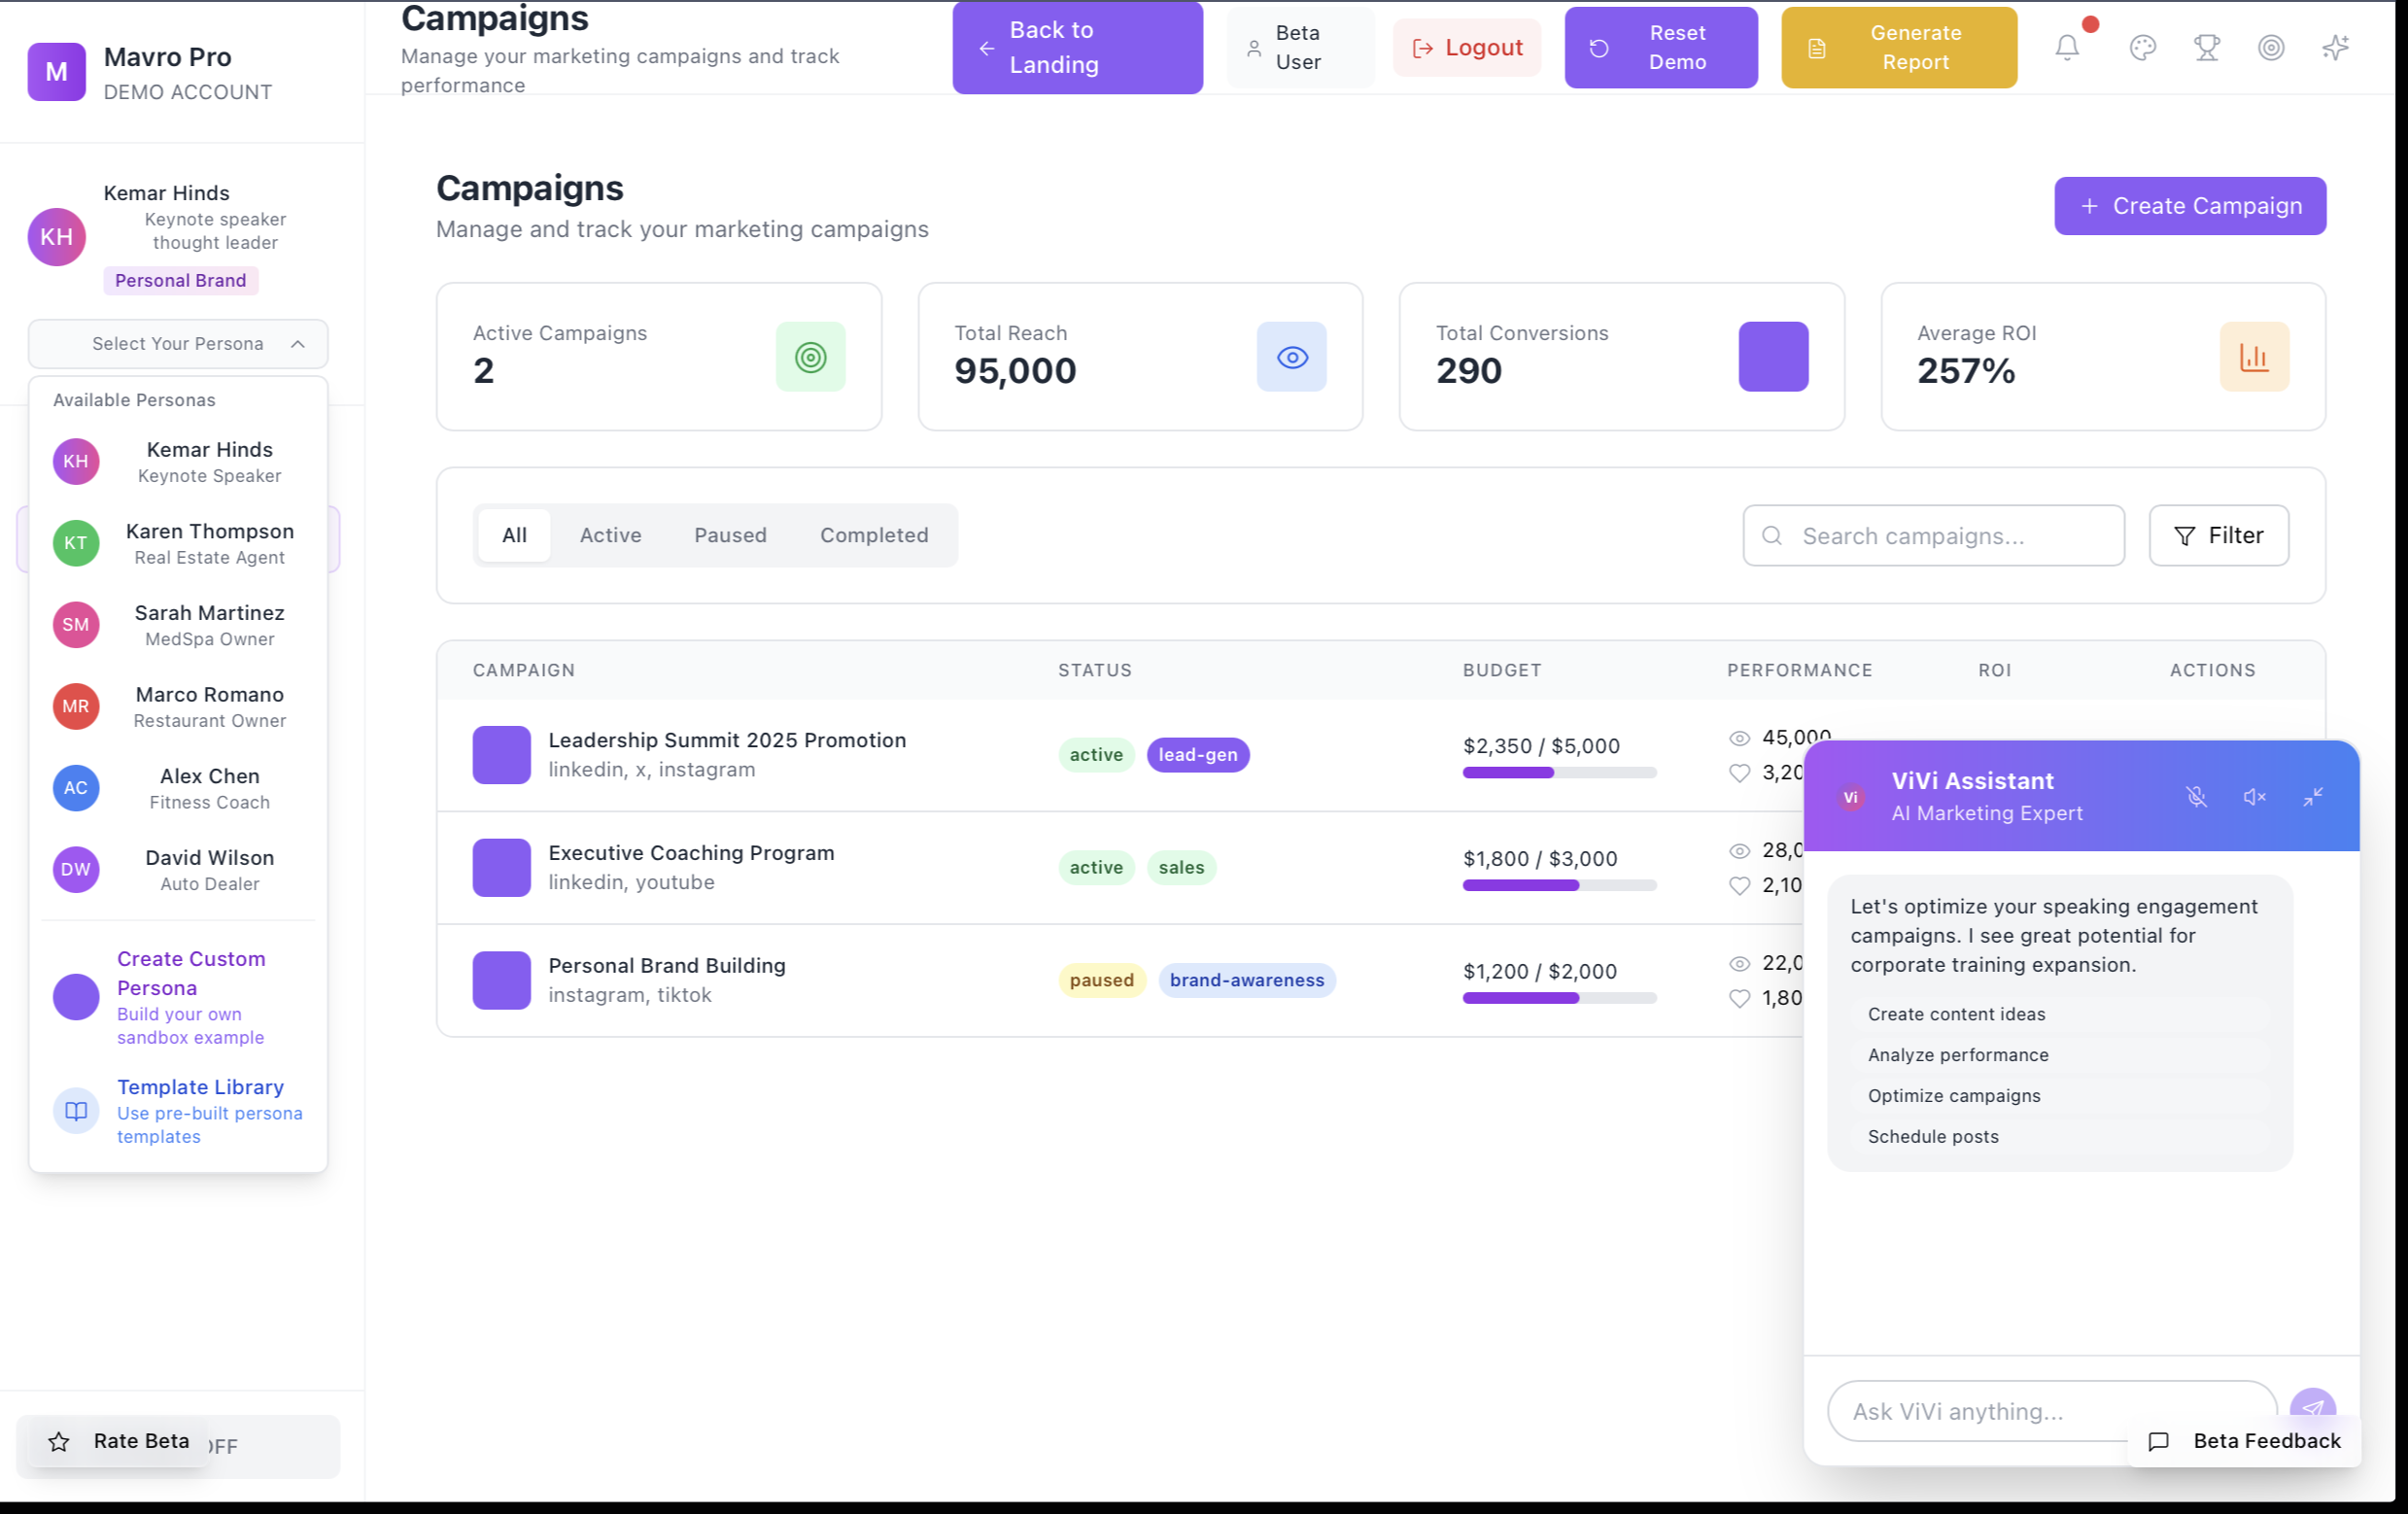 M
Mavro Pro
DEMO ACCOUNT
KH
Kemar Hinds
Keynote speaker
thought leader
Personal Brand
Select Your Persona
Available Personas
KH
Kemar Hinds
Keynote Speaker
KT
Karen Thompson
Real Estate Agent
SM
Sarah Martinez
MedSpa Owner
MR
Marco Romano
Restaurant Owner
AC
Alex Chen
Fitness Coach
DW
David Wilson
Auto Dealer
Create Custom
Persona
Build your own
sandbox example
Template Library
Use pre-built persona
templates
Rate Beta
OFF
Campaigns
Manage your marketing campaigns and track
performance
Back to
Landing
Beta
User
Logout
Reset
Demo
Generate
Report
Campaigns
Manage and track your marketing campaigns
Create Campaign
Active Campaigns
2
Total Reach
95,000
Total Conversions
290
Average ROI
257%
All Active Paused Completed
Search campaigns...
Filter
CAMPAIGN STATUS BUDGET PERFORMANCE ROI ACTIONS
Leadership Summit 2025 Promotion
linkedin, x, instagram
active lead-gen
$2,350 / $5,000
45,000
3,20
Executive Coaching Program
linkedin, youtube
active sales
$1,800 / $3,000
28,0
2,10
Personal Brand Building
instagram, tiktok
paused brand-awareness
$1,200 / $2,000
22,0
1,80
Vi
ViVi Assistant
AI Marketing Expert
Let's optimize your speaking engagement
campaigns. I see great potential for
corporate training expansion.
Create content ideas
Analyze performance
Optimize campaigns
Schedule posts
Ask ViVi anything...
Beta Feedback